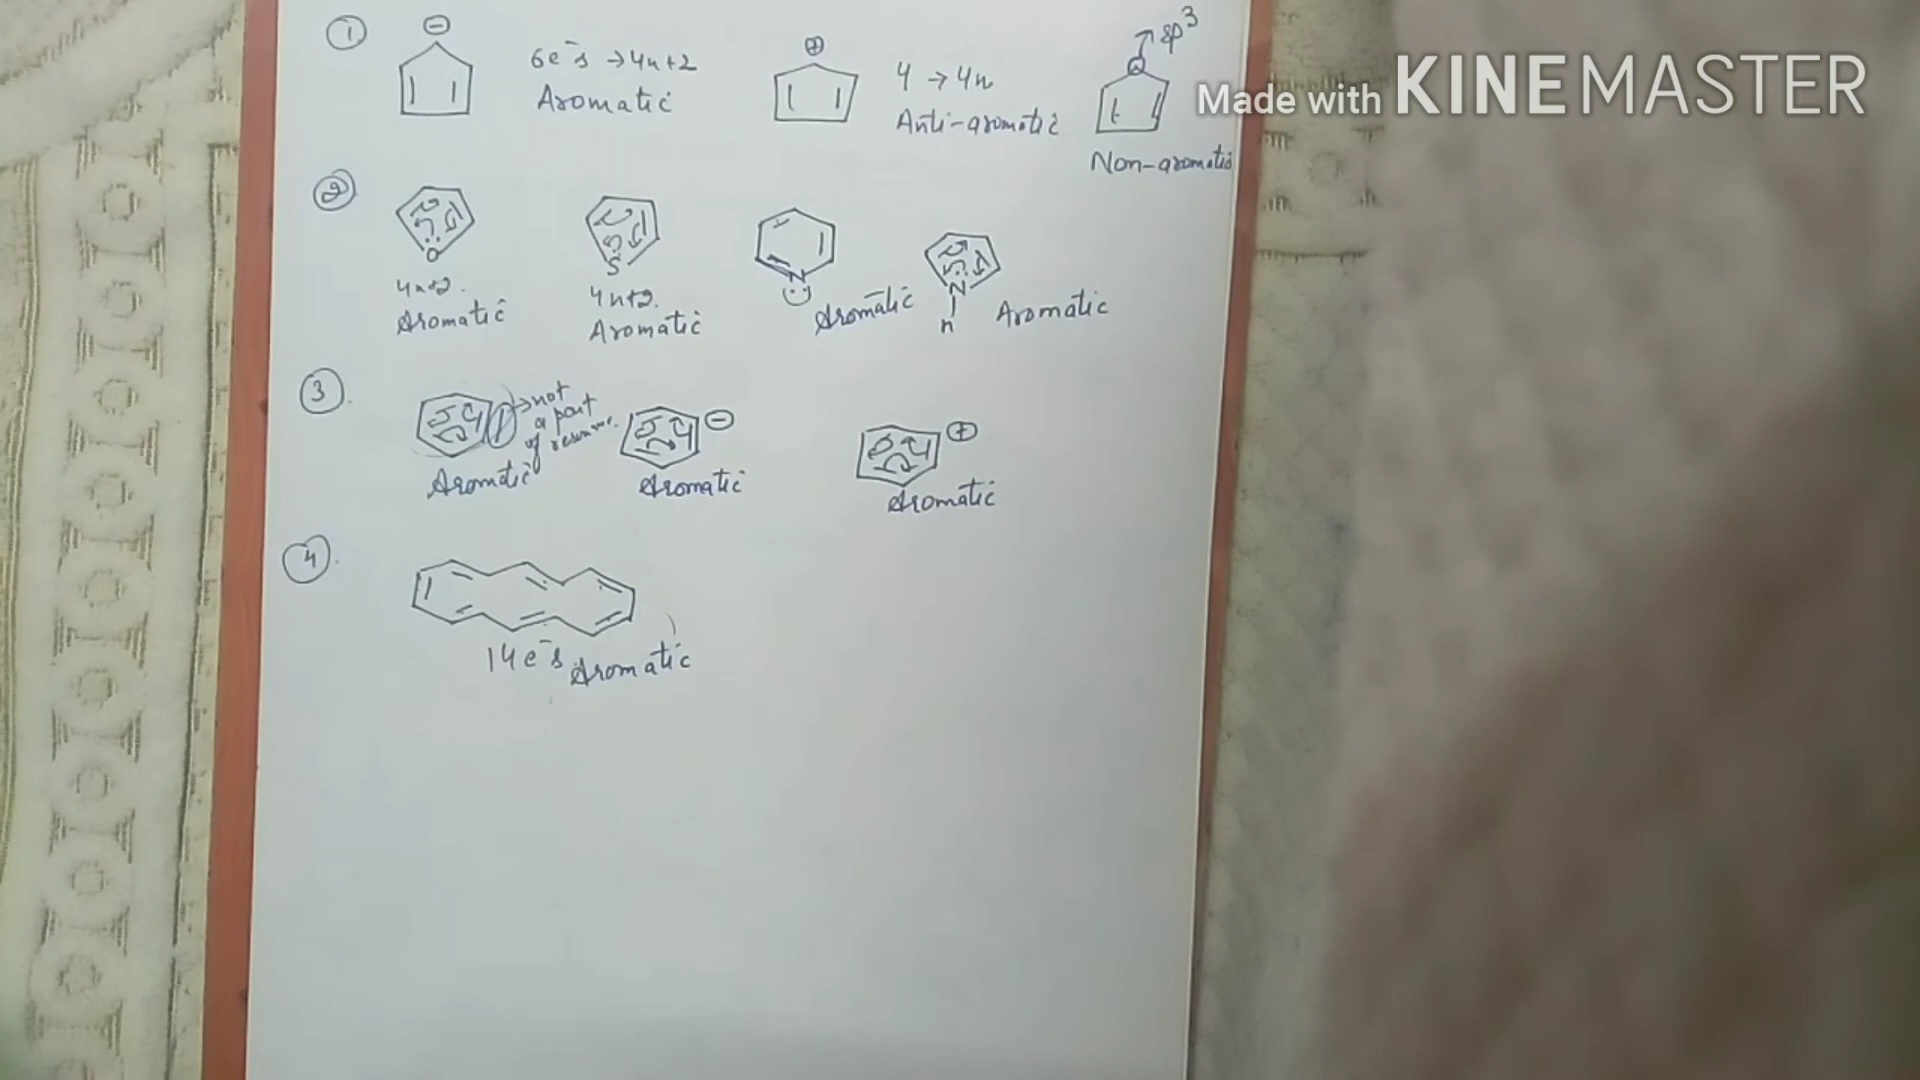 1
⊖
6e⁻s → 4n+2
Aromatic
⊕
4 → 4n
Anti-aromatic
sp³
Non-aromatic
Made with KINEMASTER
2
O
4n+2.
Aromatic
S
4n+2.
Aromatic
N
Aromatic
N
H
Aromatic
3.
→ not
a part
of
Aromatic
⊖
Aromatic
⊕
Aromatic
4.
14e⁻s Aromatic